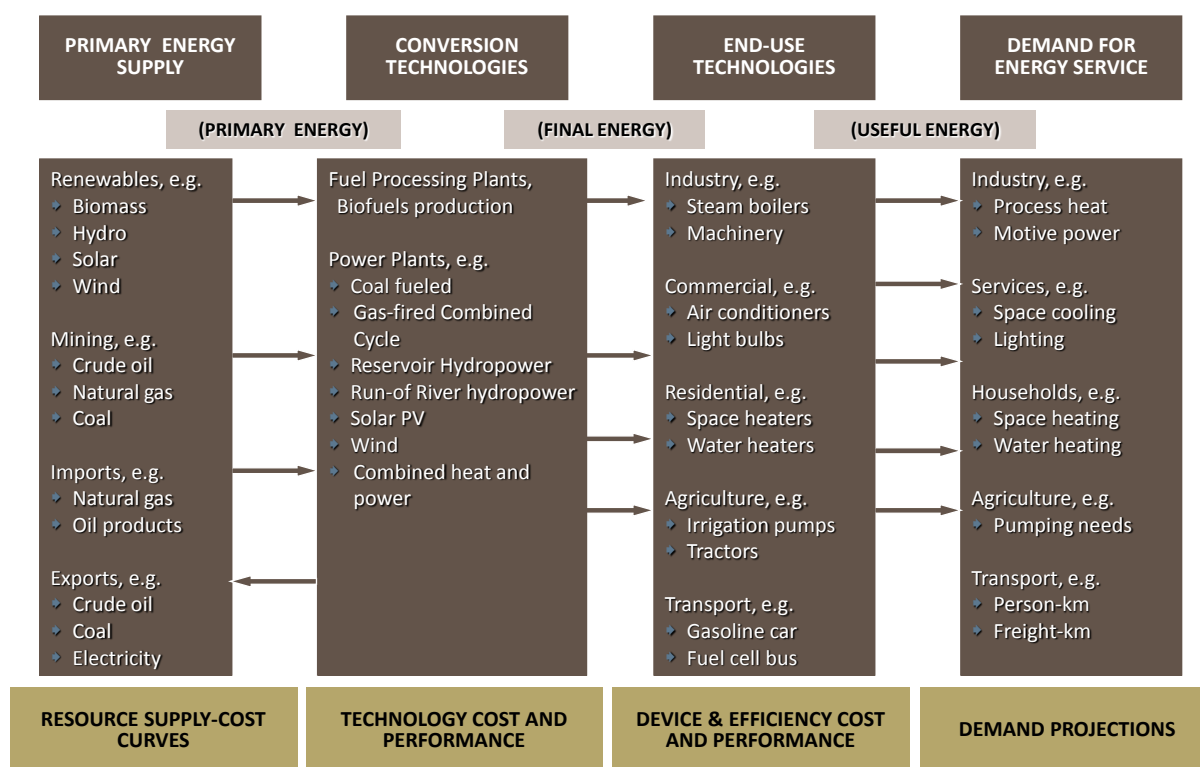 PRIMARY ENERGY
SUPPLY
CONVERSION
TECHNOLOGIES
END-USE
TECHNOLOGIES
DEMAND FOR
ENERGY SERVICE
(PRIMARY ENERGY)
(FINAL ENERGY)
(USEFUL ENERGY)
Renewables, e.g.
Biomass
Hydro
Solar
Wind
Mining, e.g.
Crude oil
Natural gas
Coal
Imports, e.g.
Natural gas
Oil products
Exports, e.g.
Crude oil
Coal
Electricity
Fuel Processing Plants,
Biofuels production
Power Plants, e.g.
Coal fueled
Gas-fired Combined
Cycle
Reservoir Hydropower
Run-of River hydropower
Solar PV
Wind
Combined heat and
power
Industry, e.g.
Steam boilers
Machinery
Commercial, e.g.
Air conditioners
Light bulbs
Residential, e.g.
Space heaters
Water heaters
Agriculture, e.g.
Irrigation pumps
Tractors
Transport, e.g.
Gasoline car
Fuel cell bus
Industry, e.g.
Process heat
Motive power
Services, e.g.
Space cooling
Lighting
Households, e.g.
Space heating
Water heating
Agriculture, e.g.
Pumping needs
Transport, e.g.
Person-km
Freight-km
RESOURCE SUPPLY-COST
CURVES
TECHNOLOGY COST AND
PERFORMANCE
DEVICE & EFFICIENCY COST
AND PERFORMANCE
DEMAND PROJECTIONS